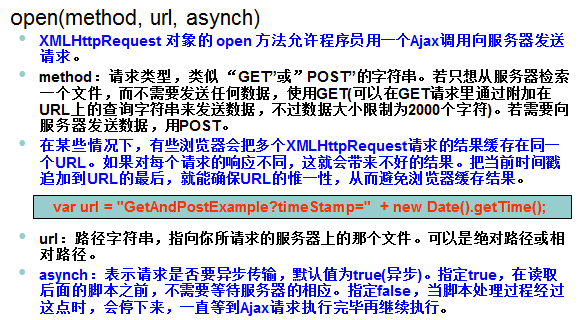 open(method, url, asynch)
XMLHttpRequest 对象的 open 方法允许程序员用一个Ajax调用向服务器发送
请求。
method：请求类型，类似 “GET”或”POST”的字符串。若只想从服务器检索
一个文件，而不需要发送任何数据，使用GET(可以在GET请求里通过附加在
URL上的查询字符串来发送数据，不过数据大小限制为2000个字符)。若需要向
服务器发送数据，用POST。
在某些情况下，有些浏览器会把多个XMLHttpRequest请求的结果缓存在同一
个URL。如果对每个请求的响应不同，这就会带来不好的结果。把当前时间戳
追加到URL的最后，就能确保URL的惟一性，从而避免浏览器缓存结果。
var url = "GetAndPostExample?timeStamp=" + new Date().getTime();
url：路径字符串，指向你所请求的服务器上的那个文件。可以是绝对路径或相
对路径。
asynch：表示请求是否要异步传输，默认值为true(异步)。指定true，在读取
后面的脚本之前，不需要等待服务器的相应。指定false，当脚本处理过程经过
这点时，会停下来，一直等到Ajax请求执行完毕再继续执行。